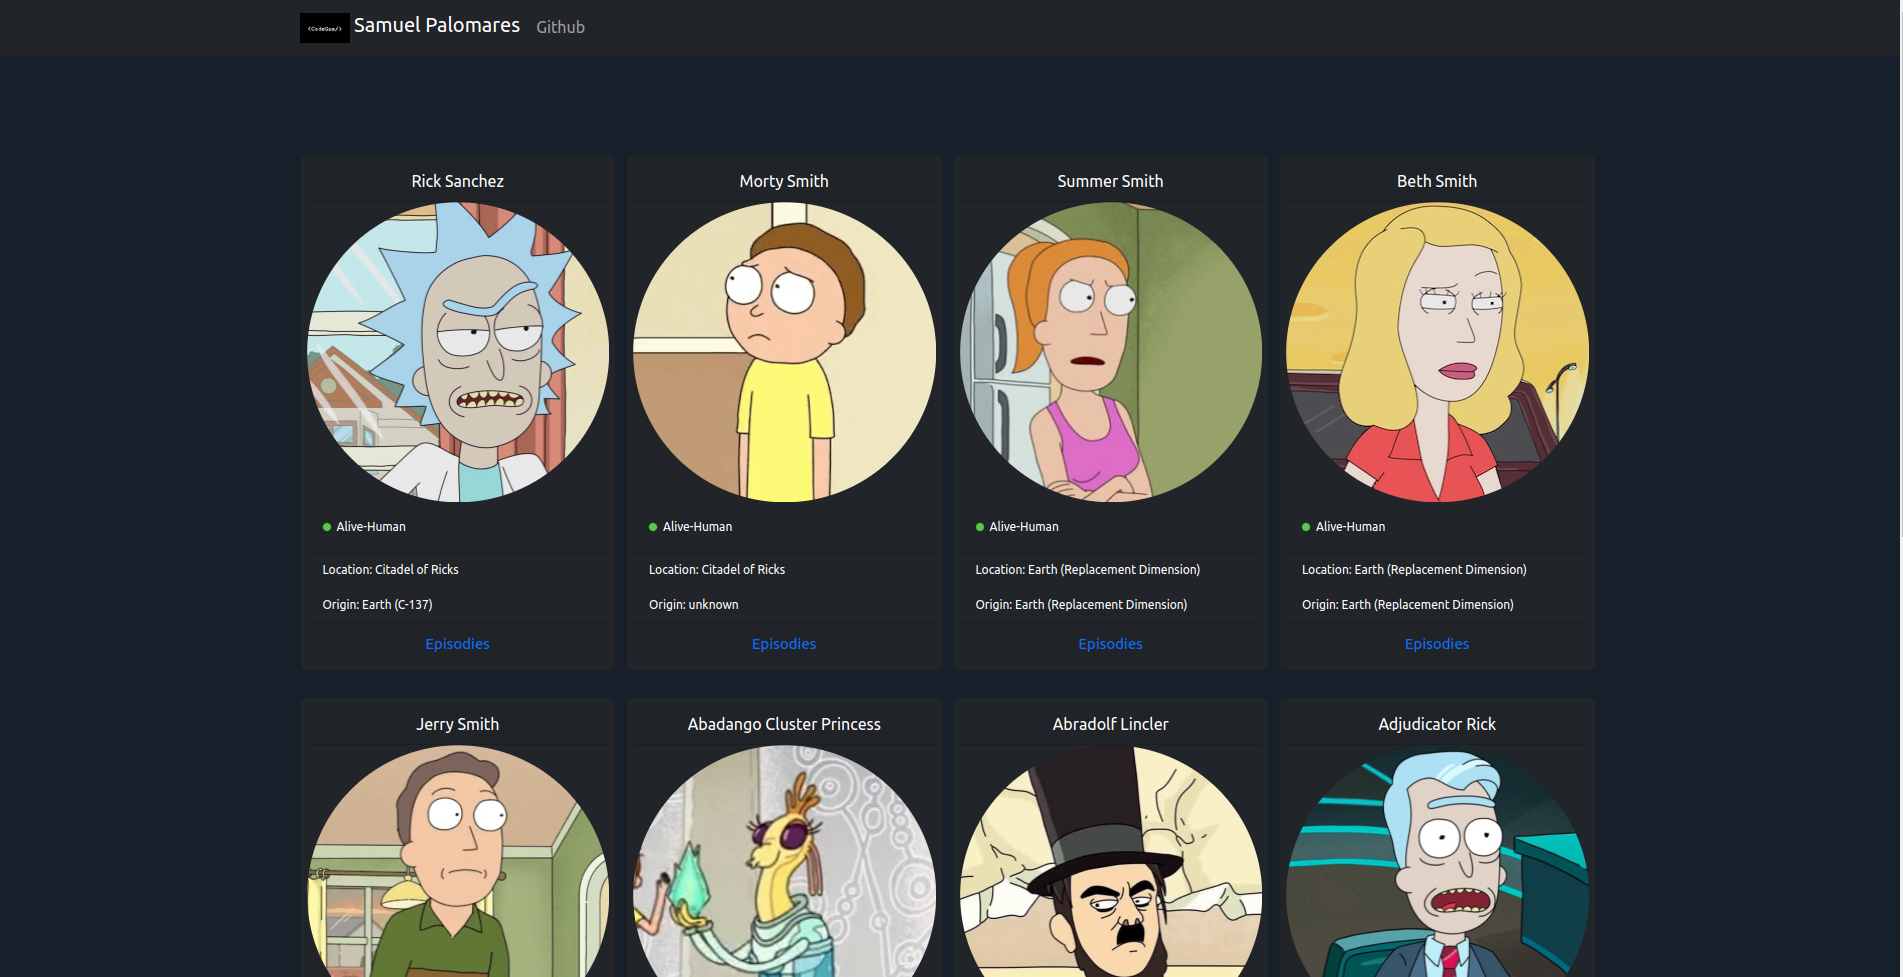 <CodeSam/> Samuel Palomares Github
Rick Sanchez
Morty Smith
Summer Smith
Beth Smith
Alive-Human
Alive-Human
Alive-Human
Alive-Human
Location: Citadel of Ricks
Location: Citadel of Ricks
Location: Earth (Replacement Dimension)
Location: Earth (Replacement Dimension)
Origin: Earth (C-137)
Origin: unknown
Origin: Earth (Replacement Dimension)
Origin: Earth (Replacement Dimension)
Episodies
Episodies
Episodies
Episodies
Jerry Smith
Abadango Cluster Princess
Abradolf Lincler
Adjudicator Rick